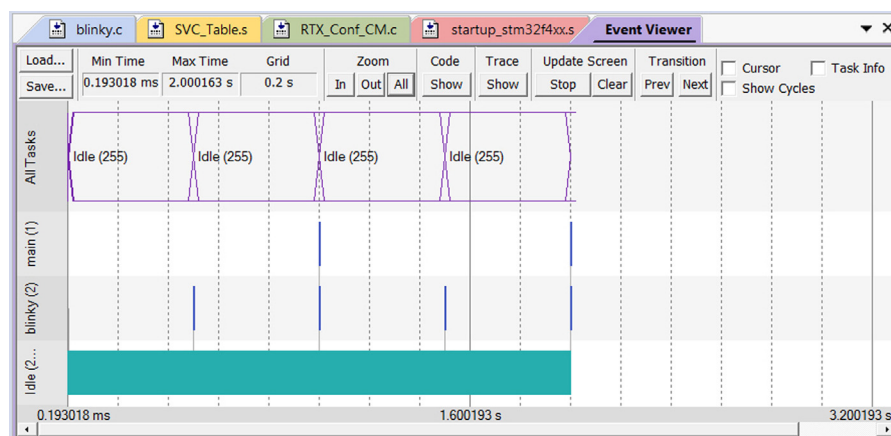 blinky.c SVC_Table.s RTX_Conf_CM.c startup_stm32f4xx.s Event Viewer
Load... Min Time Max Time Grid Zoom Code Trace Update Screen Transition Cursor Task Info
Save... 0.193018 ms 2.000163 s 0.2 s In Out All Show Show Stop Clear Prev Next Show Cycles
All Tasks
Idle (255) Idle (255) Idle (255) Idle (255)
main (1)
blinky (2)
Idle (2...
0.193018 ms 1.600193 s 3.200193 s